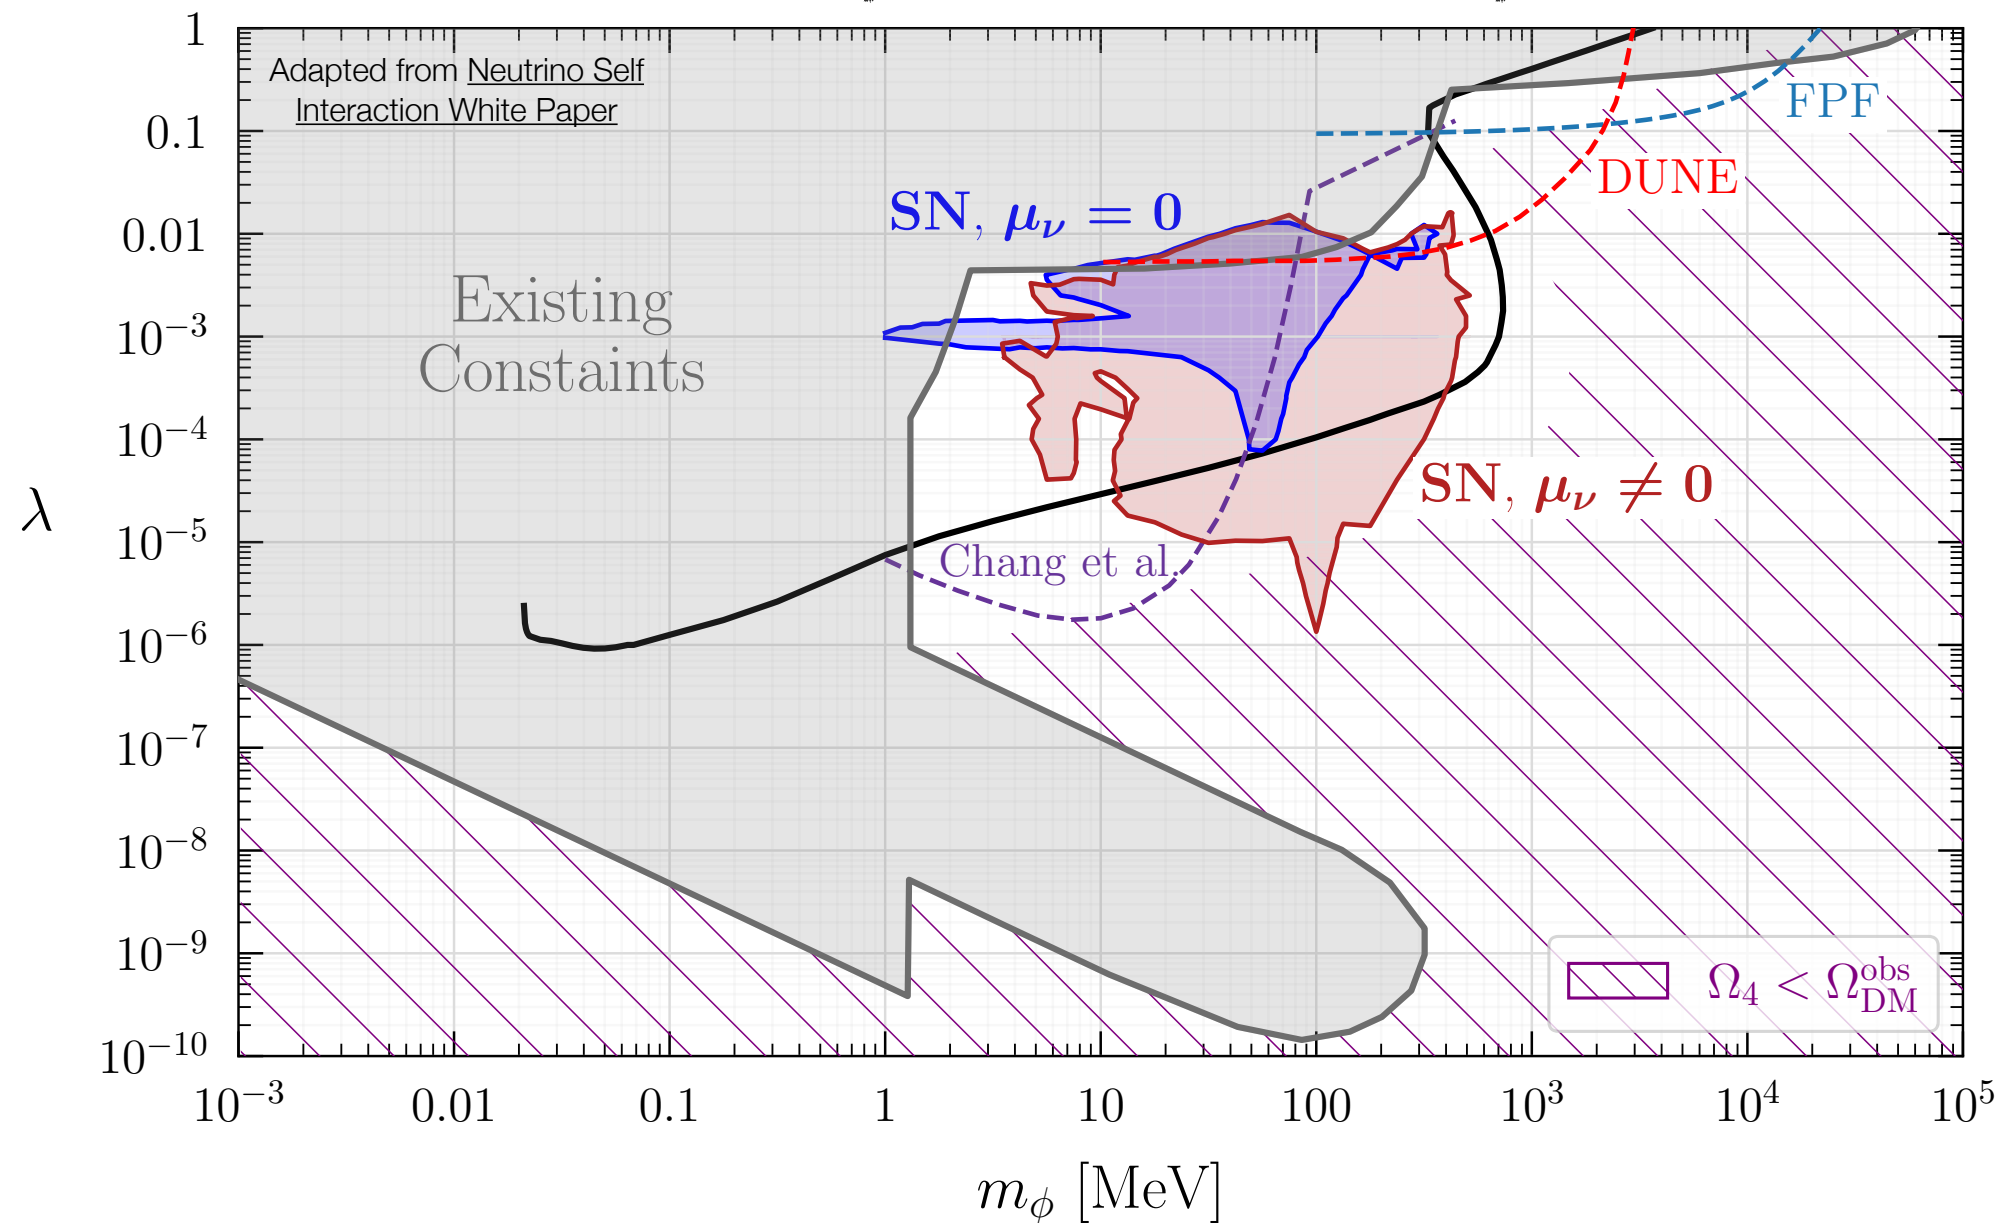 Adapted from Neutrino Self
Interaction White Paper
Existing
Constaints
SN, μ_ν = 0
SN, μ_ν ≠ 0
Chang et al.
DUNE
FPF
Ω_4 < Ω_DM^obs
λ
1
0.1
0.01
10^−3
10^−4
10^−5
10^−6
10^−7
10^−8
10^−9
10^−10
10^−3 0.01 0.1 1 10 100 10^3 10^4 10^5
m_ϕ [MeV]